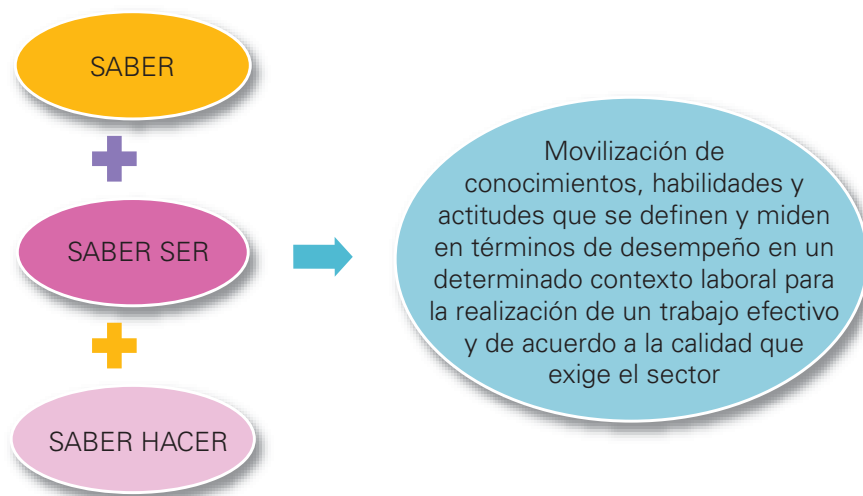 SABER
SABER SER
SABER HACER
Movilización de
conocimientos, habilidades y
actitudes que se definen y miden
en términos de desempeño en un
determinado contexto laboral para
la realización de un trabajo efectivo
y de acuerdo a la calidad que
exige el sector